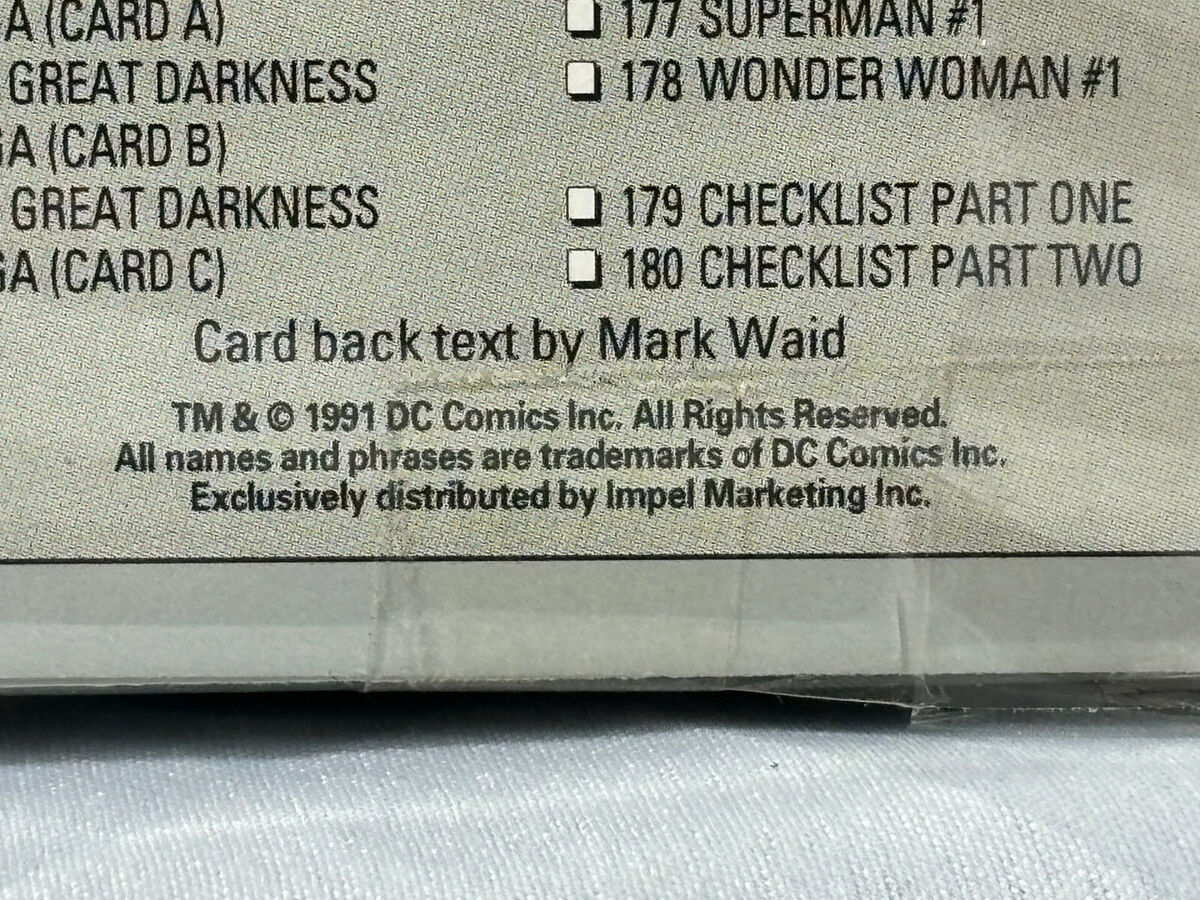 A (CARD A)
GREAT DARKNESS
GA (CARD B)
GREAT DARKNESS
GA (CARD C)
177 SUPERMAN #1
178 WONDER WOMAN #1
179 CHECKLIST PART ONE
180 CHECKLIST PART TWO
Card back text by Mark Waid
TM & © 1991 DC Comics Inc. All Rights Reserved.
All names and phrases are trademarks of DC Comics Inc.
Exclusively distributed by Impel Marketing Inc.